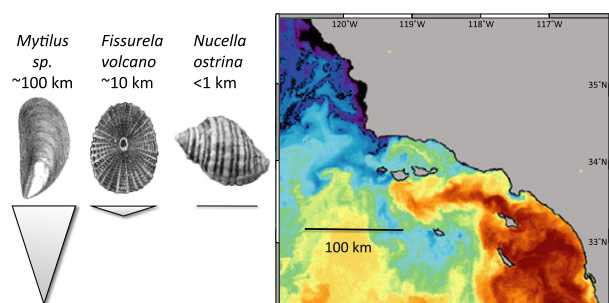 Mytilus
sp.
~100 km
Fissurela
volcano
~10 km
Nucella
ostrina
<1 km
120°W
119°W
118°W
117°W
35°N
34°N
33°N
100 km